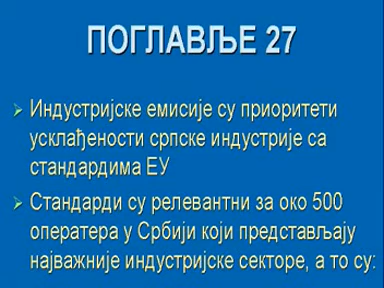 ПОГЛАВЉЕ 27
Индустријске емисије су приоритети
усклађености српске индустрије са
стандардима ЕУ
Стандарди су релевантни за око 500
оператера у Србији који представљају
најважније индустријске секторе, а то су: